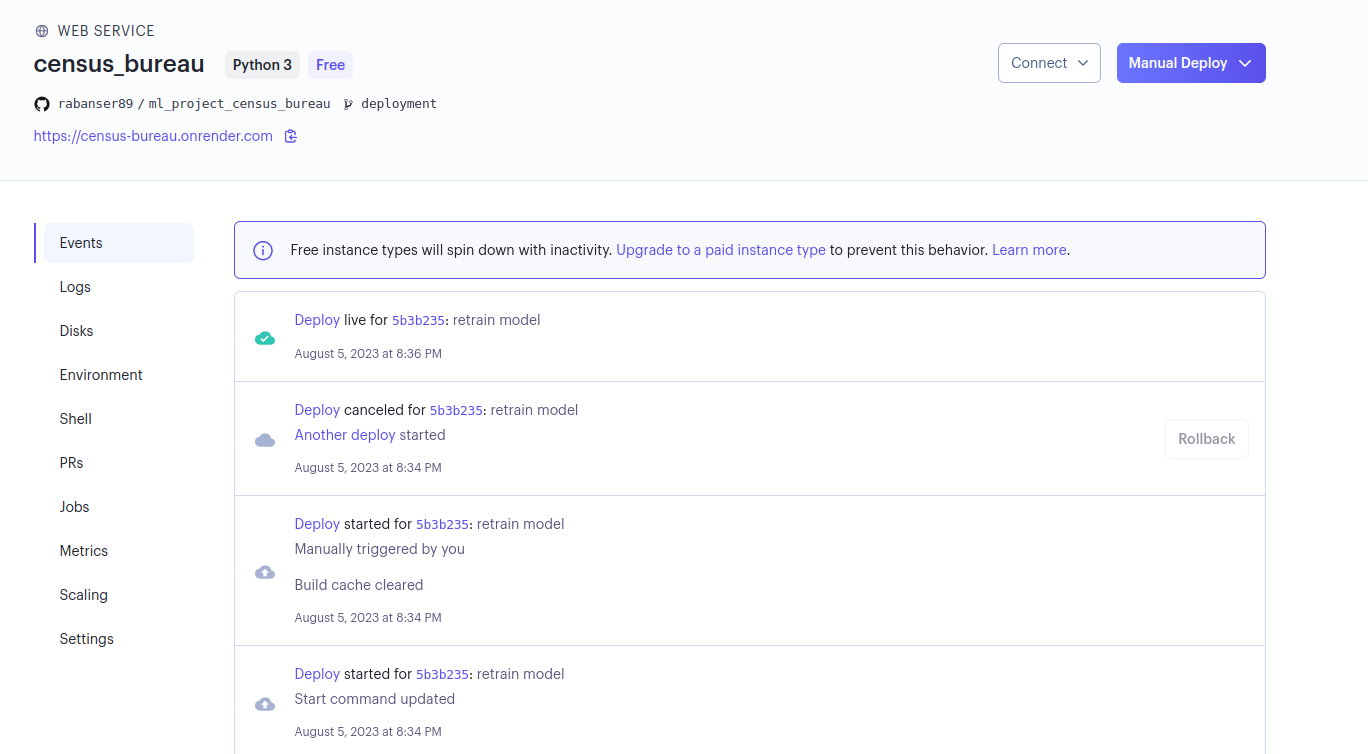 WEB SERVICE
census_bureau Python 3 Free
Connect Manual Deploy
rabanser89 / ml_project_census_bureau deployment
https://census-bureau.onrender.com
Events
Logs
Disks
Environment
Shell
PRs
Jobs
Metrics
Scaling
Settings
Free instance types will spin down with inactivity. Upgrade to a paid instance type to prevent this behavior. Learn more.
Deploy live for 5b3b235: retrain model
August 5, 2023 at 8:36 PM
Deploy canceled for 5b3b235: retrain model
Another deploy started
August 5, 2023 at 8:34 PM
Rollback
Deploy started for 5b3b235: retrain model
Manually triggered by you
Build cache cleared
August 5, 2023 at 8:34 PM
Deploy started for 5b3b235: retrain model
Start command updated
August 5, 2023 at 8:34 PM